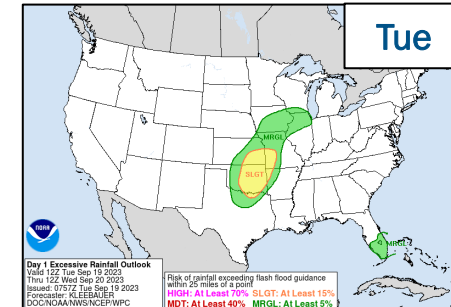 Tue
MRGL
SLGT
MRGL
NOAA
Day 1 Excessive Rainfall Outlook
Valid 12Z Tue Sep 19 2023
Thru 12Z Wed Sep 20 2023
Issued: 0757Z Tue Sep 19 2023
Forecaster: KLEEBAUER
DOC/NOAA/NWS/NCEP/WPC
Risk of rainfall exceeding flash flood guidance
within 25 miles of a point
HIGH: At Least 70% SLGT: At Least 15%
MDT: At Least 40% MRGL: At Least 5%